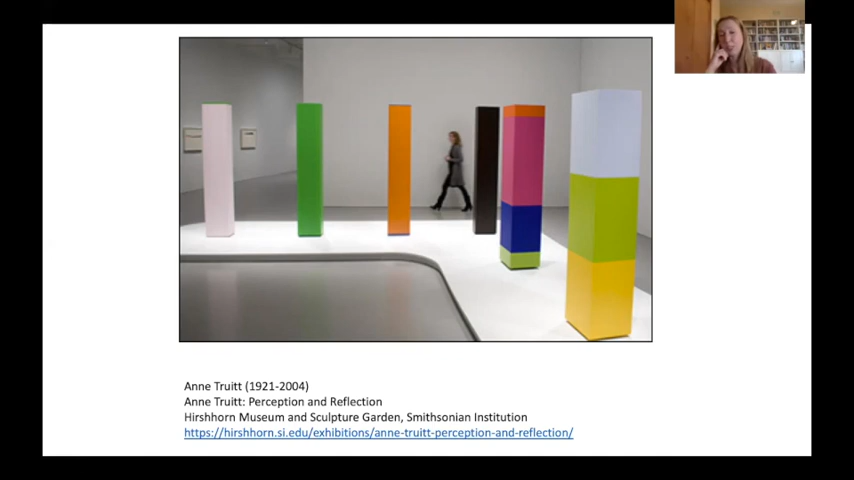 Anne Truitt (1921-2004)
Anne Truitt: Perception and Reflection
Hirshhorn Museum and Sculpture Garden, Smithsonian Institution
https://hirshhorn.si.edu/exhibitions/anne-truitt-perception-and-reflection/